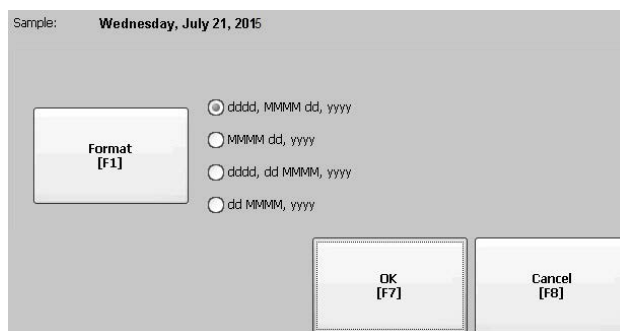 Sample: Wednesday, July 21, 2015
dddd, MMMM dd, yyyy
Format
[F1]
MMMM dd, yyyy
dddd, dd MMMM, yyyy
dd MMMM, yyyy
OK
[F7]
Cancel
[F8]